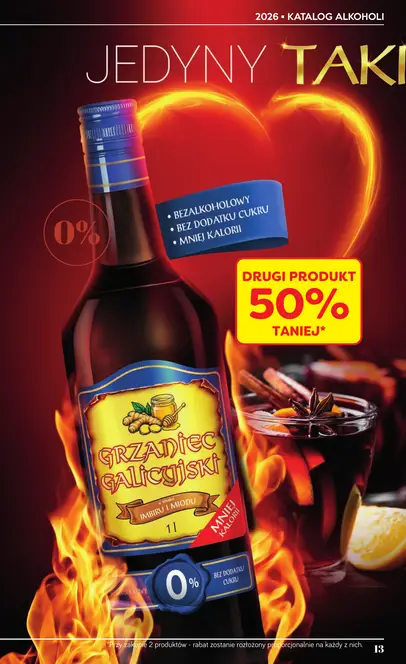 2026 • KATALOG ALKOHOLI
JEDYNY TAKI
0%
• BEZALKOHOLOWY
• BEZ DODATKU CUKRU
• MNIEJ KALORII
DRUGI PRODUKT
50%
TANIEJ*
GRZANIEC
GALICYJSKI
o smaku
IMBIRU I MIODU
1 l
MNIEJ
KALORII
0%
BEZ DODATKU
CUKRU
*Przy zakupie 2 produktów - rabat zostanie rozłożony proporcjonalnie na każdy z nich.
13